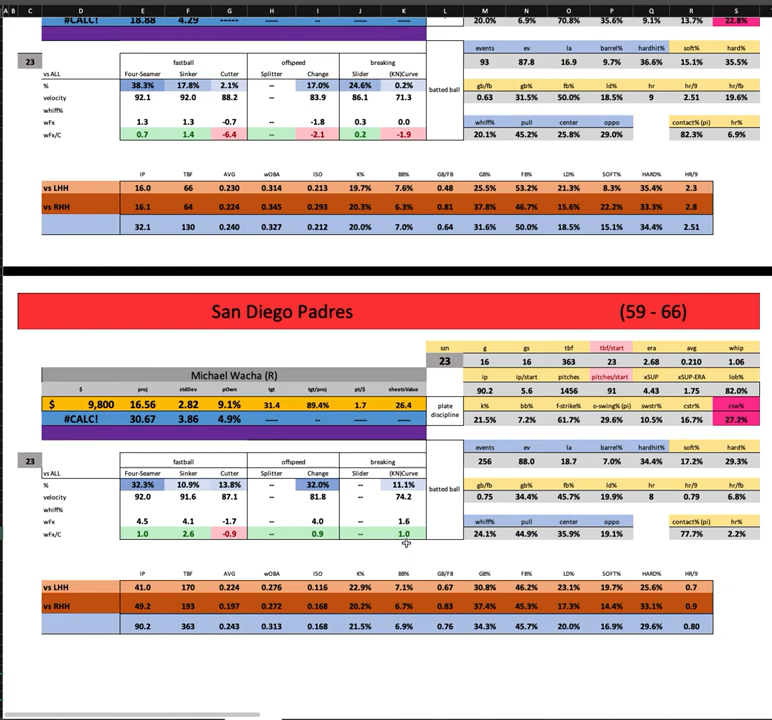 A B C D E F G H I J K L M N O P Q R S
#CALC! 18.88 4.29 ----- -- ---- --- 20.0% 6.9% 70.8% 35.6% 9.1% 13.7% 22.8%
events ev la barrel% hardhit% soft% hard%
23 fastball offspeed breaking 93 87.8 16.9 9.7% 36.6% 15.1% 35.5%
vs ALL Four-Seamer Sinker Cutter Splitter Change Slider (KN)Curve
% 38.3% 17.8% 2.1% -- 17.0% 24.6% 0.2% batted ball gb/fb gb% fb% ld% hr hr/9 hr/fb
velocity 92.1 92.0 88.2 -- 83.9 86.1 71.3 0.63 31.5% 50.0% 18.5% 9 2.51 19.6%
whiff%
wFx 1.3 1.3 -0.7 -- -1.8 0.3 0.0 whiff% pull center oppo contact% (pi) hr%
wFx/C 0.7 1.4 -6.4 -- -2.1 0.2 -1.9 20.1% 45.2% 25.8% 29.0% 82.3% 6.9%
IP TBF AVG wOBA ISO K% BB% GB/FB GB% FB% LD% SOFT% HARD% HR/9
vs LHH 16.0 66 0.230 0.314 0.213 19.7% 7.6% 0.48 25.5% 53.2% 21.3% 8.3% 35.4% 2.3
vs RHH 16.1 64 0.224 0.345 0.293 20.3% 6.3% 0.81 37.8% 46.7% 15.6% 22.2% 33.3% 2.8
32.1 130 0.240 0.327 0.212 20.0% 7.0% 0.64 31.6% 50.0% 18.5% 15.1% 34.4% 2.51
San Diego Padres (59 - 66)
szn g gs tbf tbf/start era avg whip
23 16 16 363 23 2.68 0.210 1.06
Michael Wacha (R) ip ip/start pitches pitches/start xSUP xSUP-ERA lob%
$ proj stdDev pOwn tgt tgt/proj pt/$ sheetsValue 90.2 5.6 1456 91 4.43 1.75 82.0%
$ 9,800 16.56 2.82 9.1% 31.4 89.4% 1.7 26.4 plate discipline k% bb% f-strike% o-swing% (pi) swstr% cstr% csw%
#CALC! 30.67 3.86 4.9% ---- ----- ---- ---- 21.5% 7.2% 61.7% 29.6% 10.5% 16.7% 27.2%
events ev la barrel% hardhit% soft% hard%
23 fastball offspeed breaking 256 88.0 18.7 7.0% 34.4% 17.2% 29.3%
vs ALL Four-Seamer Sinker Cutter Splitter Change Slider (KN)Curve
% 32.3% 10.9% 13.8% -- 32.0% -- 11.1% batted ball gb/fb gb% fb% ld% hr hr/9 hr/fb
velocity 92.0 91.6 87.1 -- 81.8 -- 74.2 0.75 34.4% 45.7% 19.9% 8 0.79 6.8%
whiff%
wFx 4.5 4.1 -1.7 -- 4.0 -- 1.6 whiff% pull center oppo contact% (pi) hr%
wFx/C 1.0 2.6 -0.9 -- 0.9 -- 1.0 24.1% 44.9% 35.9% 19.1% 77.7% 2.2%
IP TBF AVG wOBA ISO K% BB% GB/FB GB% FB% LD% SOFT% HARD% HR/9
vs LHH 41.0 170 0.224 0.276 0.116 22.9% 7.1% 0.67 30.8% 46.2% 23.1% 19.7% 25.6% 0.7
vs RHH 49.2 193 0.197 0.272 0.168 20.2% 6.7% 0.83 37.4% 45.3% 17.3% 14.4% 33.1% 0.9
90.2 363 0.243 0.313 0.168 21.5% 6.9% 0.76 34.3% 45.7% 20.0% 16.9% 29.6% 0.80